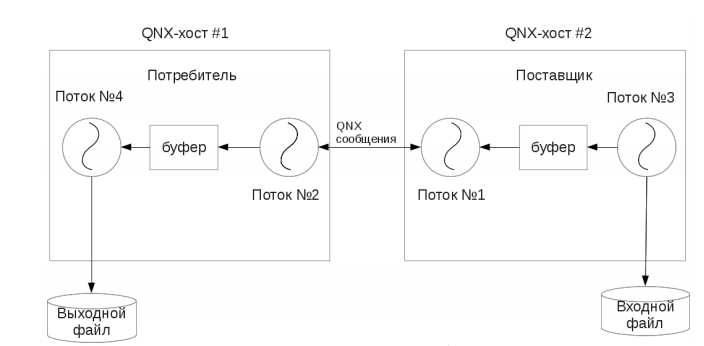 QNX-хост #1
QNX-хост #2
Потребитель
Поставщик
Поток №4
Поток №3
QNX
сообщения
буфер
буфер
Поток №2
Поток №1
Выходной
файл
Входной
файл